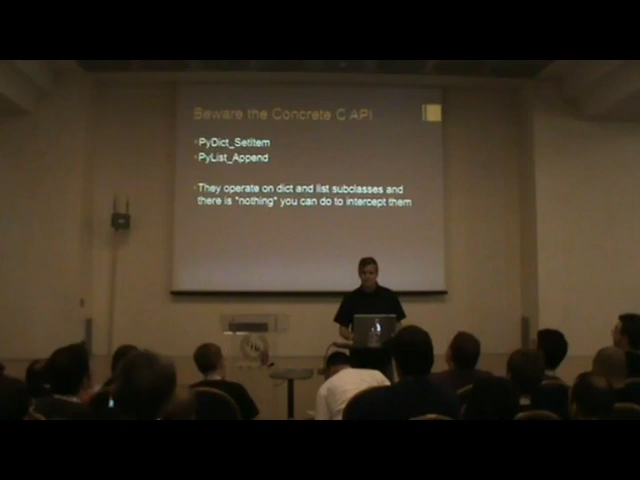 Beware the Concrete C API
PyDict_SetItem
PyList_Append
They operate on dict and list subclasses and
there is "nothing" you can do to intercept them